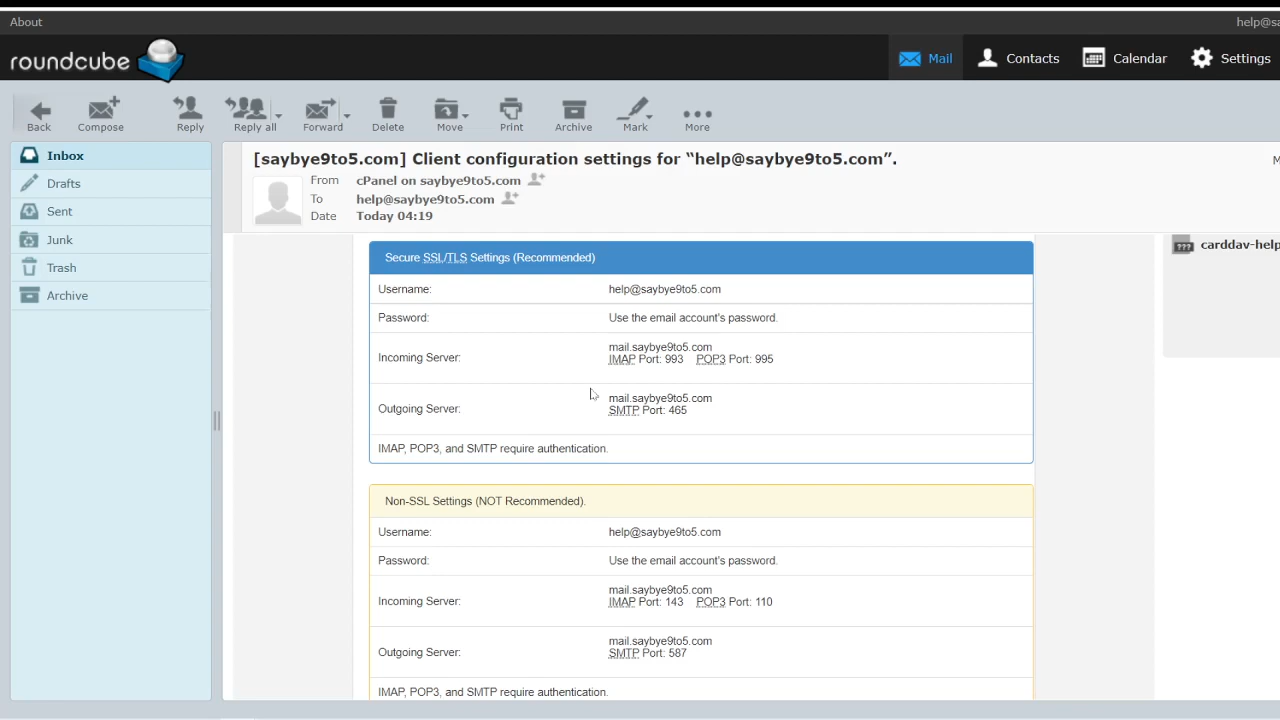 About
help@sa
roundcube
Mail
Contacts
Calendar
Settings
Back
Compose
Reply
Reply all
Forward
Delete
Move
Print
Archive
Mark
More
Inbox
Drafts
Sent
Junk
Trash
Archive
[saybye9to5.com] Client configuration settings for “help@saybye9to5.com”.
M
From cPanel on saybye9to5.com
To help@saybye9to5.com
Date Today 04:19
??? carddav-help
Secure SSL/TLS Settings (Recommended)
Username: help@saybye9to5.com
Password: Use the email account's password.
Incoming Server: mail.saybye9to5.com
IMAP Port: 993 POP3 Port: 995
Outgoing Server: mail.saybye9to5.com
SMTP Port: 465
IMAP, POP3, and SMTP require authentication.
Non-SSL Settings (NOT Recommended).
Username: help@saybye9to5.com
Password: Use the email account's password.
Incoming Server: mail.saybye9to5.com
IMAP Port: 143 POP3 Port: 110
Outgoing Server: mail.saybye9to5.com
SMTP Port: 587
IMAP, POP3, and SMTP require authentication.